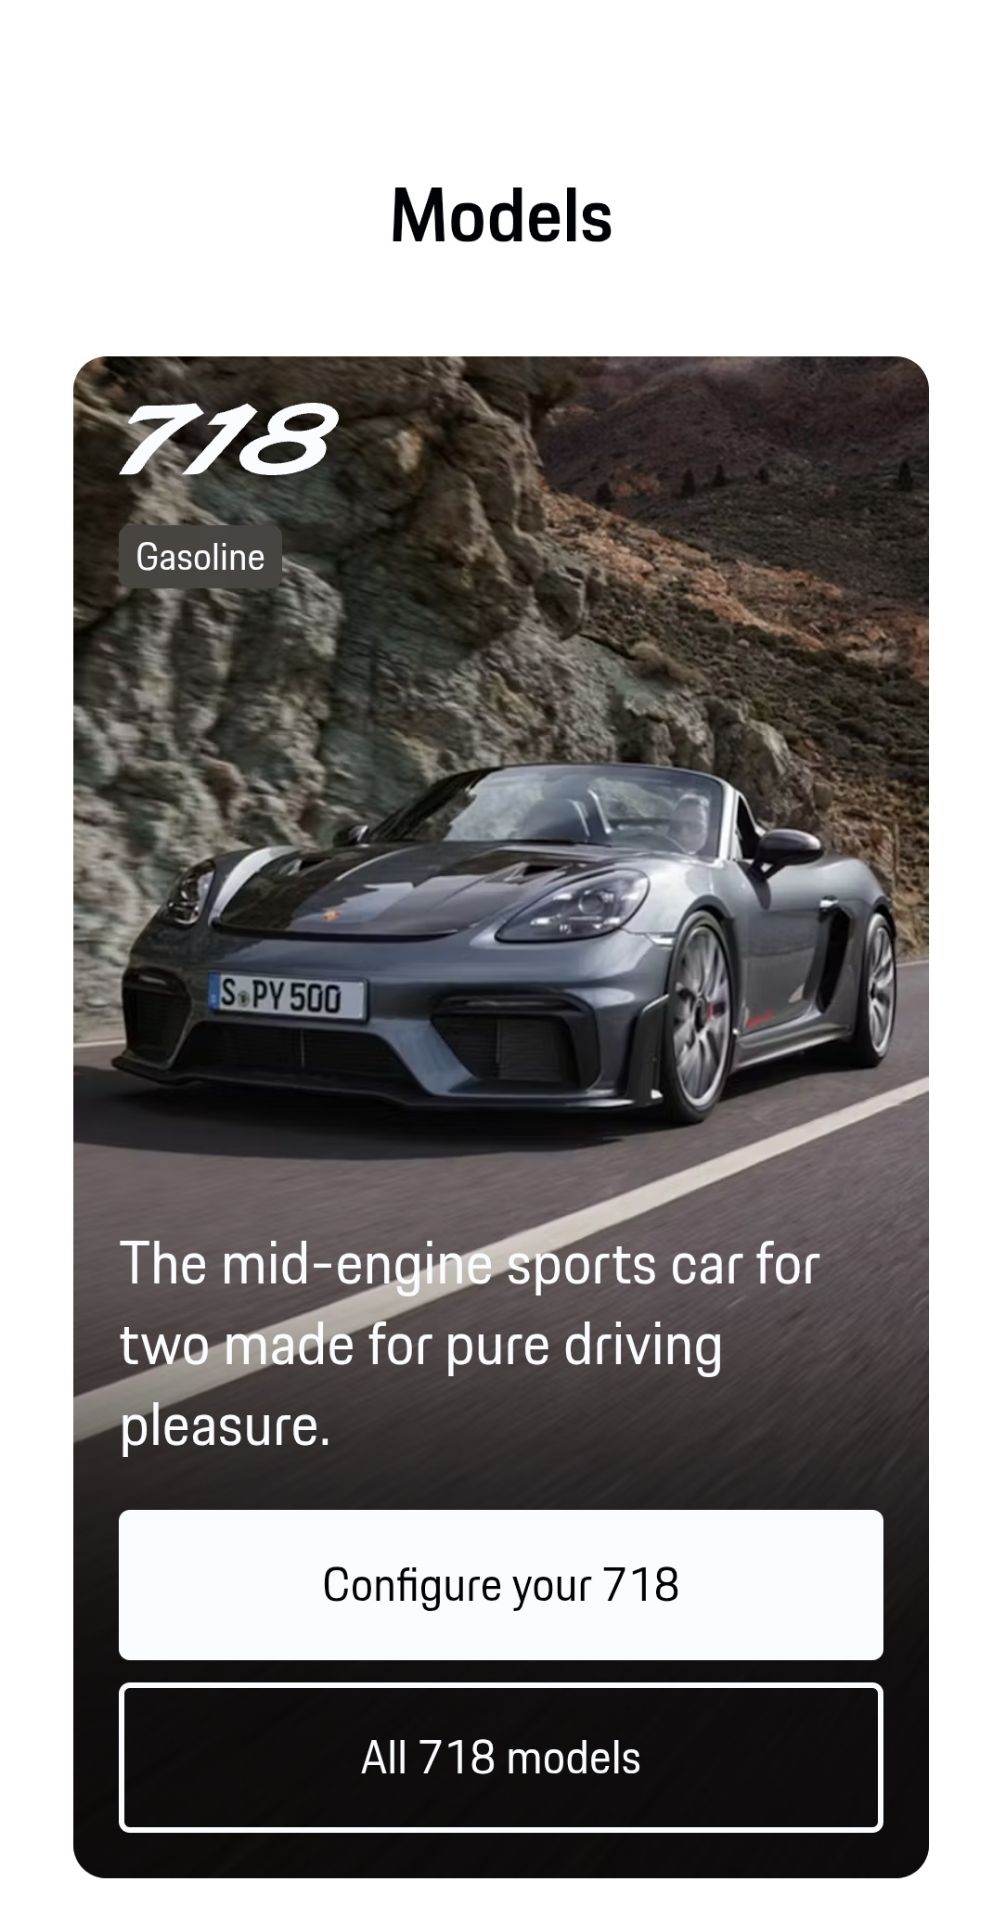 Models
718
Gasoline
S PY 500
The mid-engine sports car for
two made for pure driving
pleasure.
Configure your 718
All 718 models